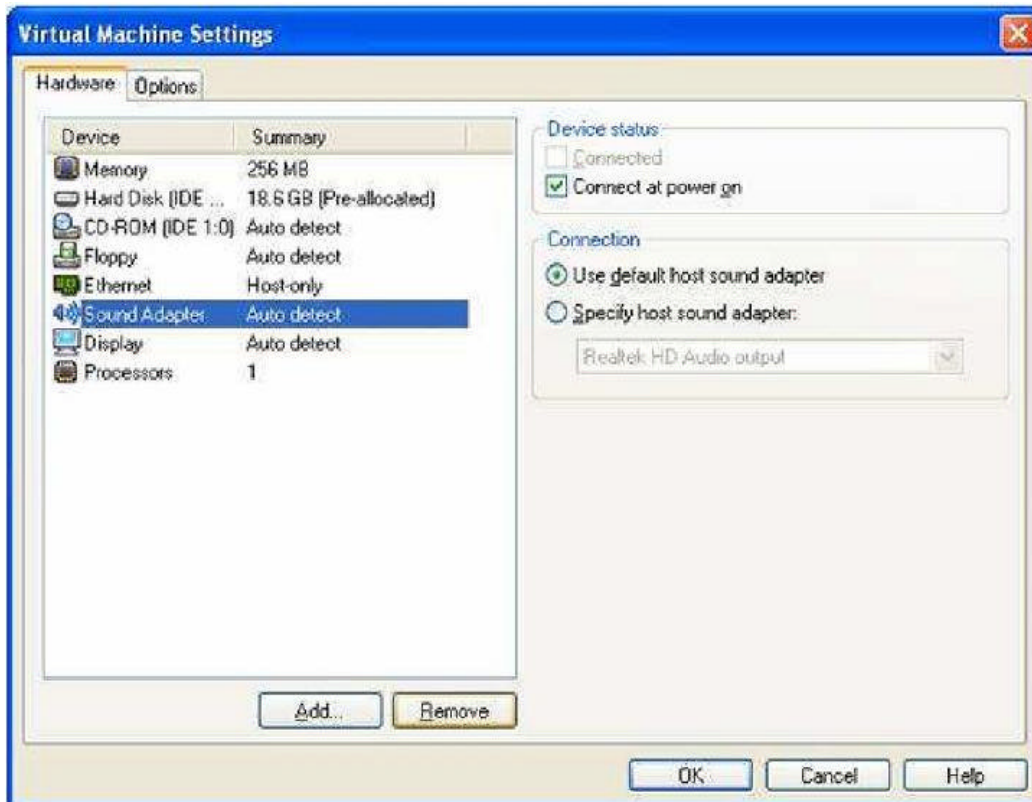 Virtual Machine Settings
Hardware Options
Device Summary
Memory 256 MB
Hard Disk (IDE ... 18.6 GB (Pre-allocated)
CD-ROM (IDE 1:0) Auto detect
Floppy Auto detect
Ethernet Host-only
Sound Adapter Auto detect
Display Auto detect
Processors 1
Add... Remove
Device status
Connected
Connect at power on
Connection
Use default host sound adapter
Specify host sound adapter:
Realtek HD Audio output
OK Cancel Help